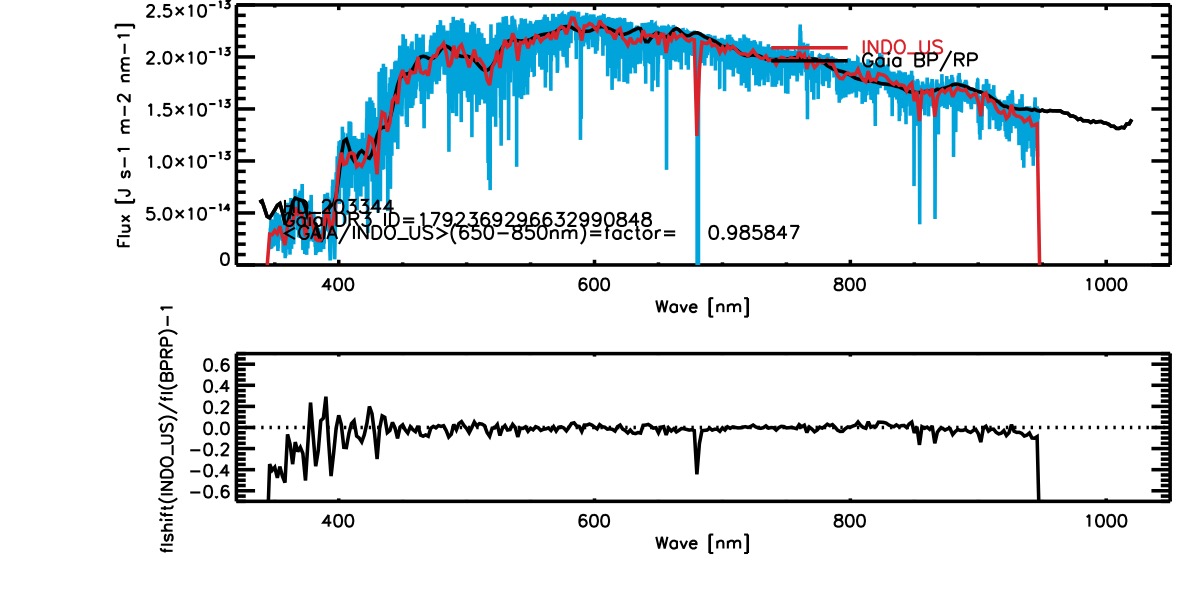 2.5×10-13
2.0×10-13
1.5×10-13
1.0×10-13
5.0×10-14
0
Flux [J s-1 m-2 nm-1]
INDO_US
Gaia BP/RP
HD_203344
Gaia DR3_ID=1792369296632990848
<GAIA/INDO_US>(650-850nm)=factor= 0.985847
400 600 800 1000
Wave [nm]
flshift(INDO_US)/fl(BPRP)-1
0.6
0.4
0.2
0.0
-0.2
-0.4
-0.6
400 600 800 1000
Wave [nm]